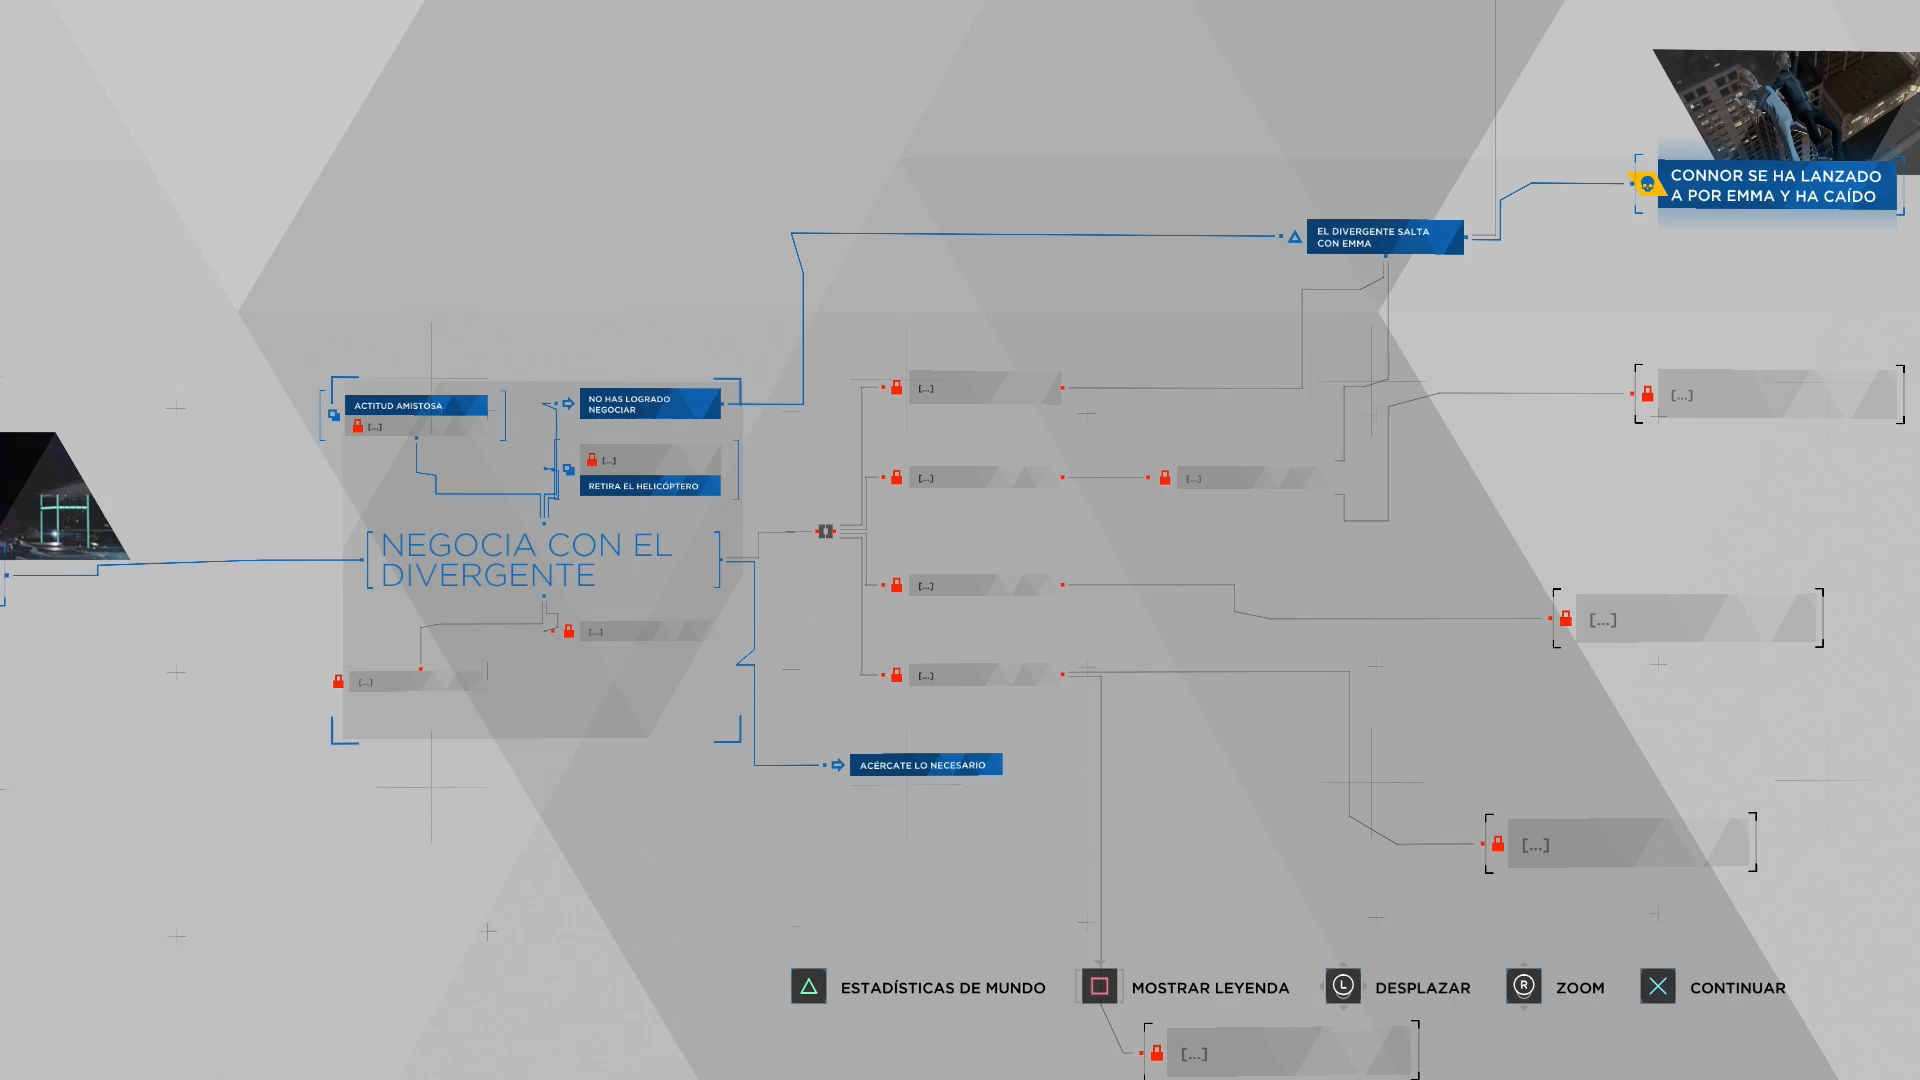 CONNOR SE HA LANZADO
A POR EMMA Y HA CAÍDO
EL DIVERGENTE SALTA
CON EMMA
[...]
[...]
ACTITUD AMISTOSA
[...]
NO HAS LOGRADO
NEGOCIAR
[...]
RETIRA EL HELICÓPTERO
[...]
[...]
NEGOCIA CON EL
DIVERGENTE
[...]
[...]
[...]
[...]
[...]
ACÉRCATE LO NECESARIO
[...]
ESTADÍSTICAS DE MUNDO
MOSTRAR LEYENDA
L
DESPLAZAR
R
ZOOM
CONTINUAR
[...]